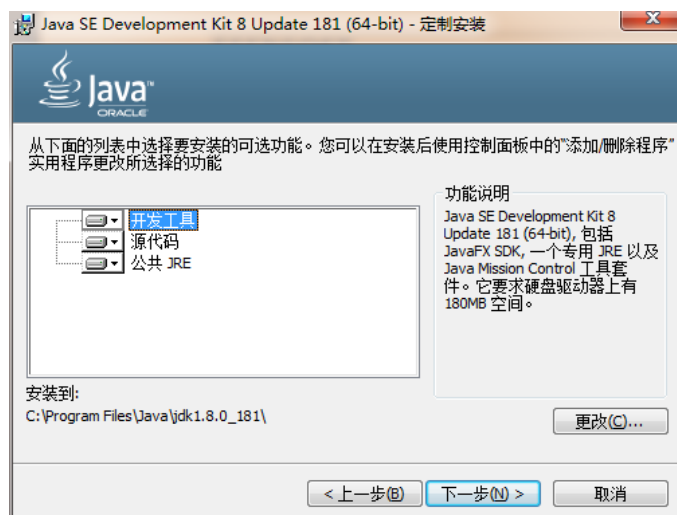 Java SE Development Kit 8 Update 181 (64-bit) - 定制安装
Java™
ORACLE
从下面的列表中选择要安装的可选功能。您可以在安装后使用控制面板中的"添加/删除程序"
实用程序更改所选择的功能
开发工具
源代码
公共 JRE
功能说明
Java SE Development Kit 8
Update 181 (64-bit), 包括
JavaFX SDK, 一个专用 JRE 以及
Java Mission Control 工具套
件。它要求硬盘驱动器上有
180MB 空间。
安装到:
C:\Program Files\Java\jdk1.8.0_181\
更改(C)...
< 上一步(B)
下一步(N) >
取消